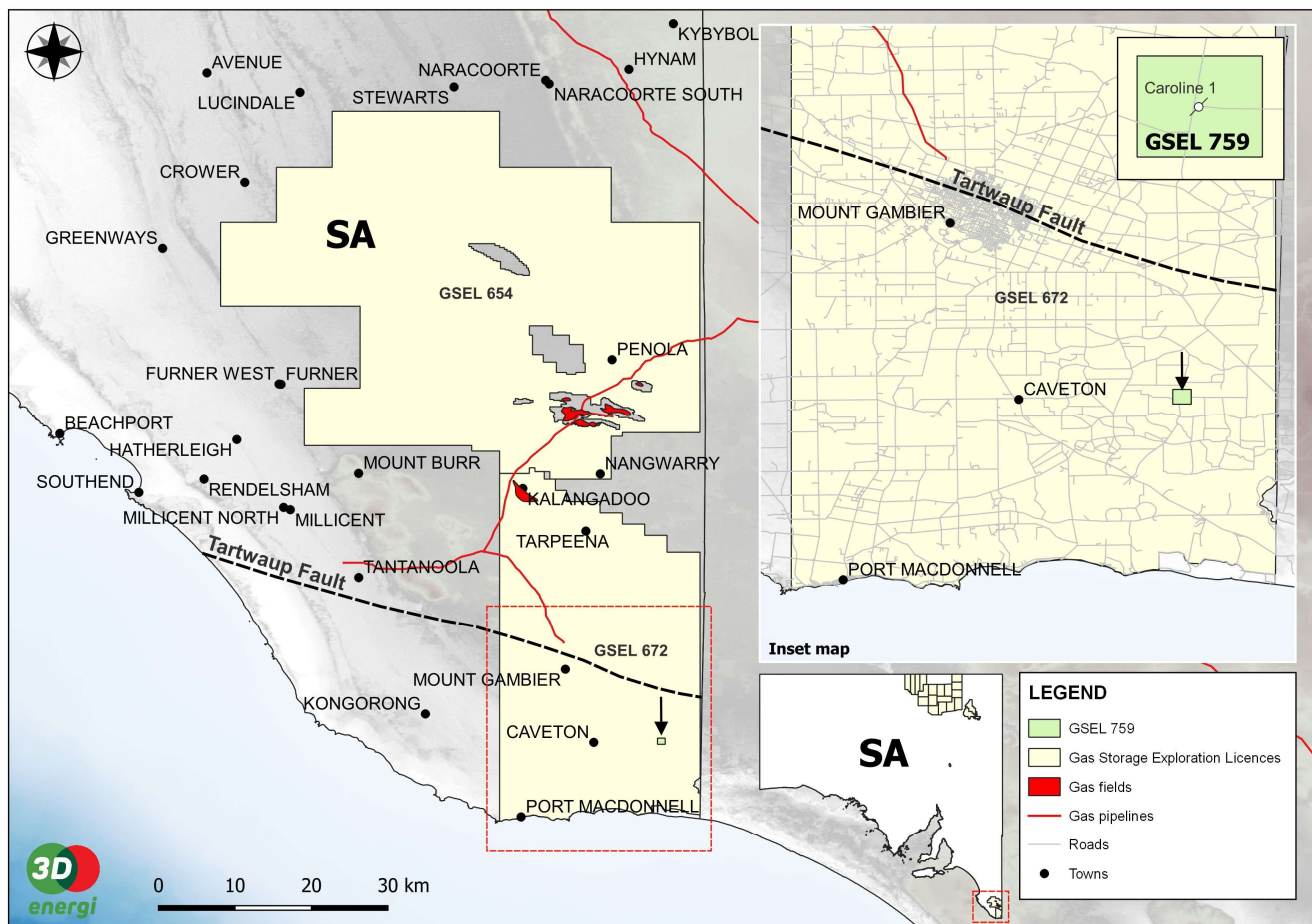 KYBYBOL
HYNAM
AVENUE
NARACOORTE
LUCINDALE
STEWARTS
NARACOORTE SOUTH
CROWER
SA
GREENWAYS
GSEL 654
PENOLA
FURNER WEST
FURNER
BEACHPORT
HATHERLEIGH
MOUNT BURR
NANGWARRY
SOUTHEND
RENDELSHAM
KALANGADOO
MILLICENT NORTH
MILLICENT
TARPEENA
Tartwaup Fault
TANTANOOLA
GSEL 672
MOUNT GAMBIER
KONGORONG
CAVETON
PORT MACDONNELL
3D
energi
0 10 20 30 km
Caroline 1
GSEL 759
Tartwaup Fault
MOUNT GAMBIER
GSEL 672
CAVETON
PORT MACDONNELL
Inset map
SA
LEGEND
GSEL 759
Gas Storage Exploration Licences
Gas fields
Gas pipelines
Roads
Towns